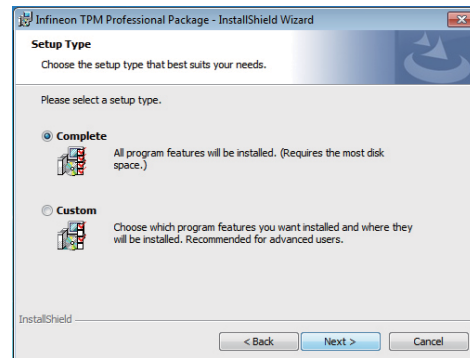 Infineon TPM Professional Package - InstallShield Wizard
Setup Type
Choose the setup type that best suits your needs.
Please select a setup type.
Complete
All program features will be installed. (Requires the most disk
space.)
Custom
Choose which program features you want installed and where they
will be installed. Recommended for advanced users.
InstallShield
< Back Next > Cancel